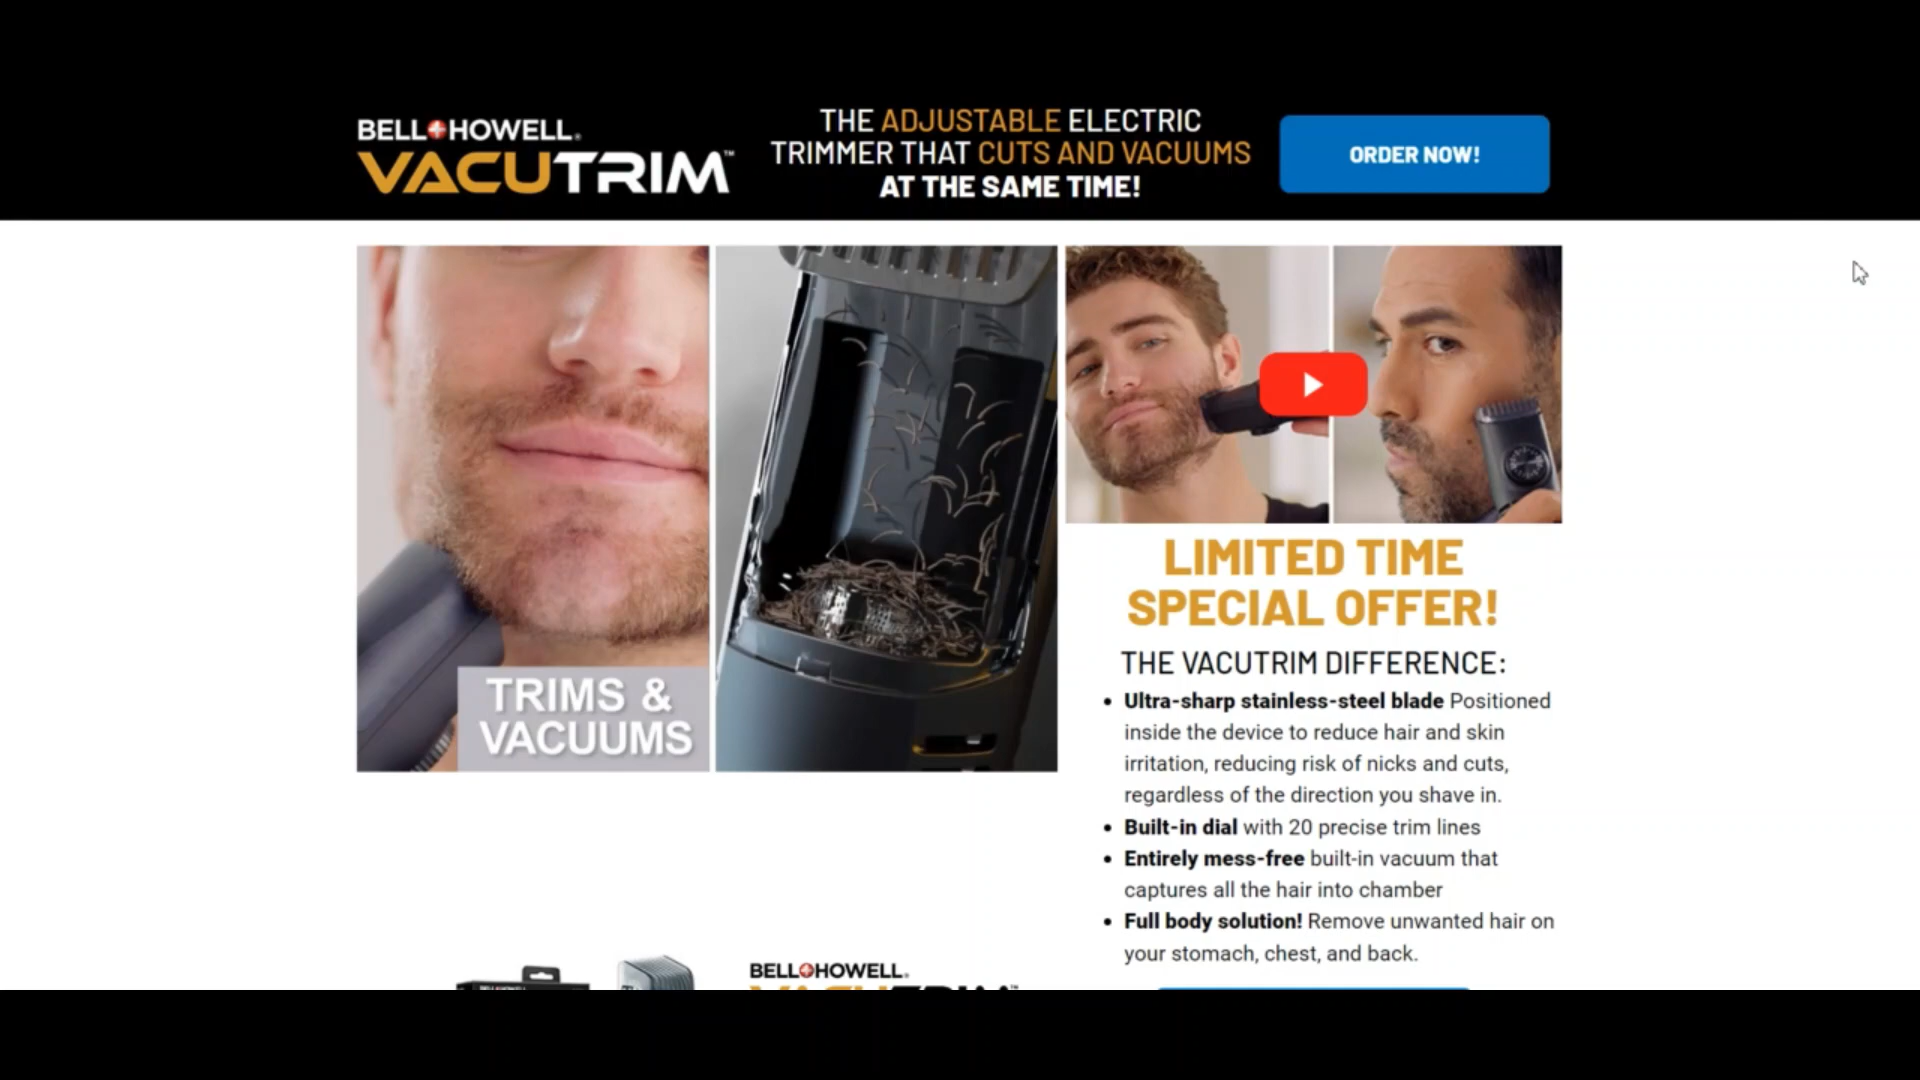 BELL+HOWELL®
VACUTRIM™
THE ADJUSTABLE ELECTRIC
TRIMMER THAT CUTS AND VACUUMS
AT THE SAME TIME!
ORDER NOW!
TRIMS &
VACUUMS
LIMITED TIME
SPECIAL OFFER!
THE VACUTRIM DIFFERENCE:
• Ultra-sharp stainless-steel blade Positioned
inside the device to reduce hair and skin
irritation, reducing risk of nicks and cuts,
regardless of the direction you shave in.
• Built-in dial with 20 precise trim lines
• Entirely mess-free built-in vacuum that
captures all the hair into chamber
• Full body solution! Remove unwanted hair on
your stomach, chest, and back.
BELL+HOWELL
BELL+HOWELL®